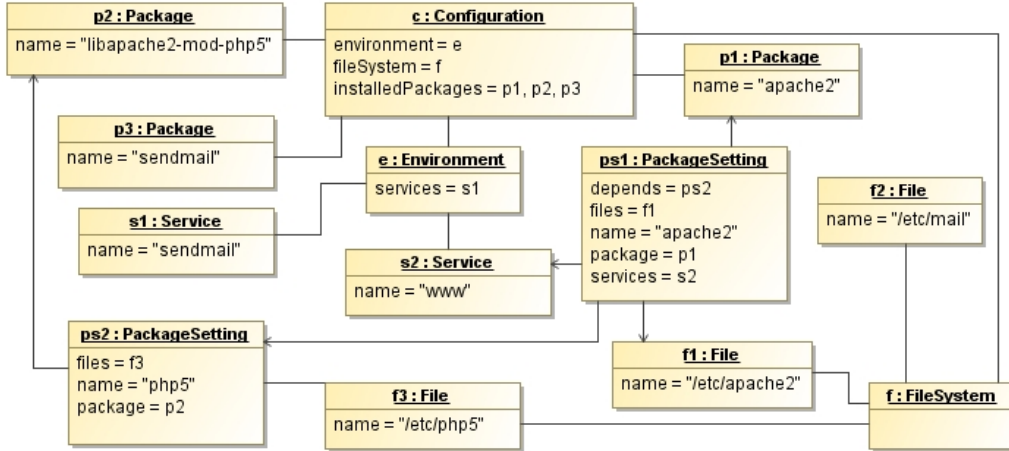 p2 : Package
name = "libapache2-mod-php5"
c : Configuration
environment = e
fileSystem = f
installedPackages = p1, p2, p3
p1 : Package
name = "apache2"
p3 : Package
name = "sendmail"
e : Environment
services = s1
ps1 : PackageSetting
depends = ps2
files = f1
name = "apache2"
package = p1
services = s2
f2 : File
name = "/etc/mail"
s1 : Service
name = "sendmail"
s2 : Service
name = "www"
ps2 : PackageSetting
files = f3
name = "php5"
package = p2
f1 : File
name = "/etc/apache2"
f3 : File
name = "/etc/php5"
f : FileSystem